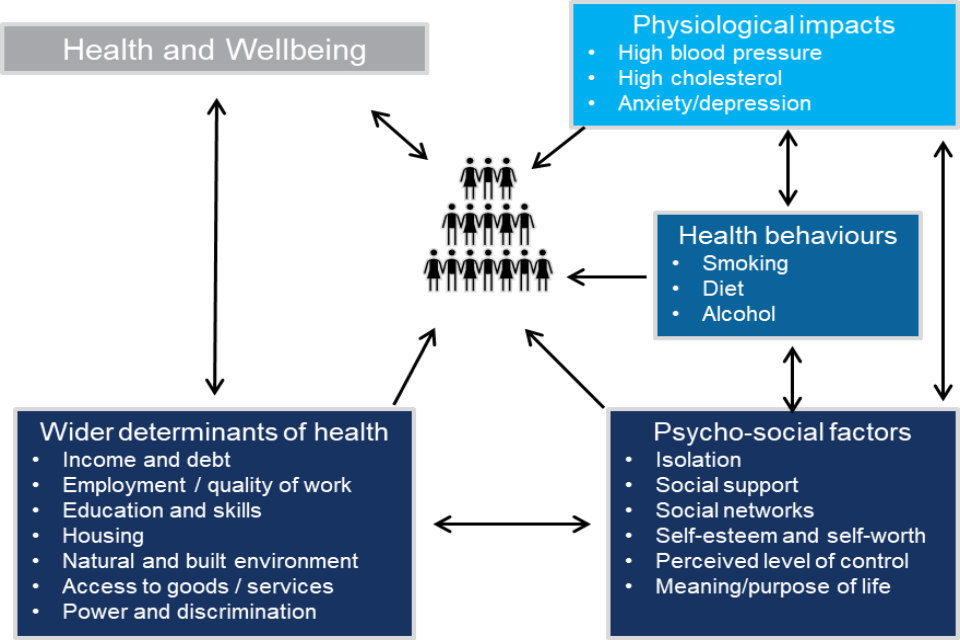 Health and Wellbeing
Physiological impacts
• High blood pressure
• High cholesterol
• Anxiety/depression
Health behaviours
• Smoking
• Diet
• Alcohol
Wider determinants of health
• Income and debt
• Employment / quality of work
• Education and skills
• Housing
• Natural and built environment
• Access to goods / services
• Power and discrimination
Psycho-social factors
• Isolation
• Social support
• Social networks
• Self-esteem and self-worth
• Perceived level of control
• Meaning/purpose of life